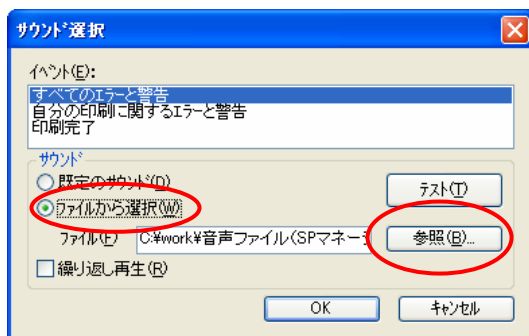 サウンド選択
イベント(E):
すべてのエラーと警告
自分の印刷に関するエラーと警告
印刷完了
サウンド
既定のサウンド(D)
テスト(T)
ファイルから選択(W)
ファイル(F) C:¥work¥音声ファイル(SPマネージ 参照(B)...
繰り返し再生(R)
OK キャンセル